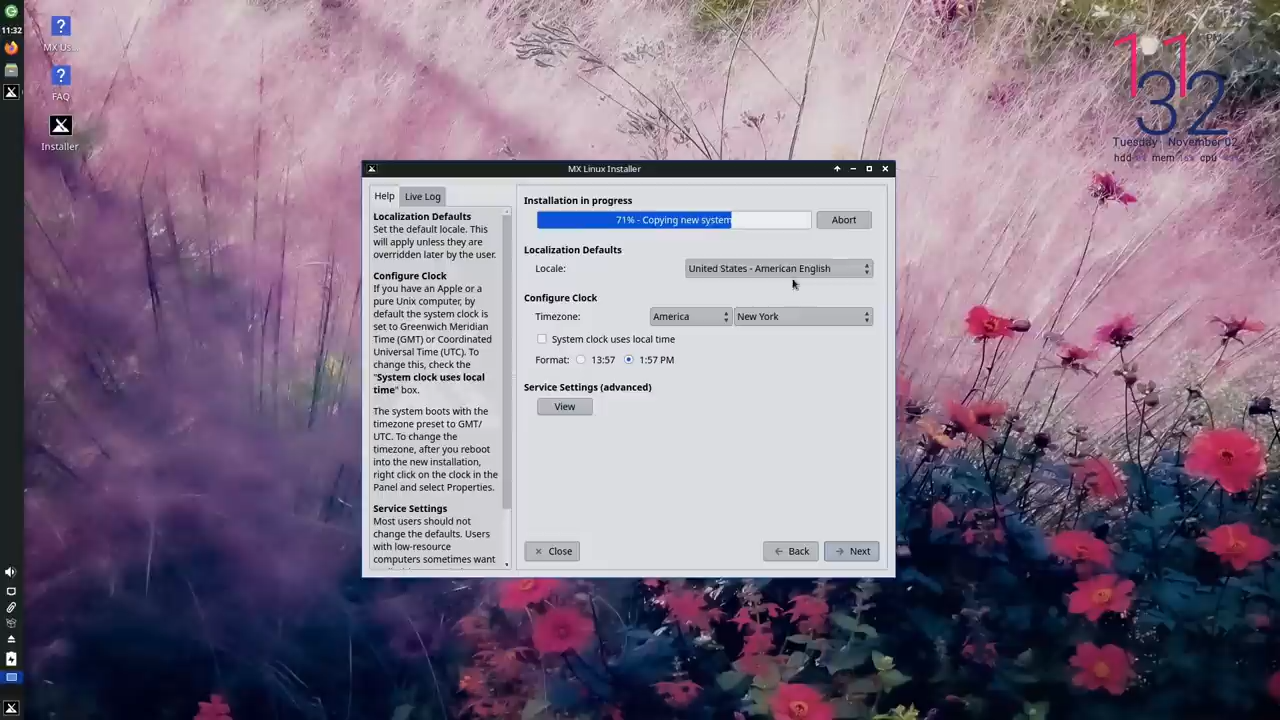 11:32
MX Us...
FAQ
Installer
11
PM
32
Tuesday - November 02
hdd mem cpu
MX Linux Installer
Help
Live Log
Localization Defaults
Set the default locale. This
will apply unless they are
overridden later by the user.
Configure Clock
If you have an Apple or a
pure Unix computer, by
default the system clock is
set to Greenwich Meridian
Time (GMT) or Coordinated
Universal Time (UTC). To
change this, check the
"System clock uses local
time" box.
The system boots with the
timezone preset to GMT/
UTC. To change the
timezone, after you reboot
into the new installation,
right click on the clock in the
Panel and select Properties.
Service Settings
Most users should not
change the defaults. Users
with low-resource
computers sometimes want
Installation in progress
71% - Copying new system
Abort
Localization Defaults
Locale:
United States - American English
Configure Clock
Timezone:
America
New York
System clock uses local time
Format:
13:57
1:57 PM
Service Settings (advanced)
View
Close
Back
Next